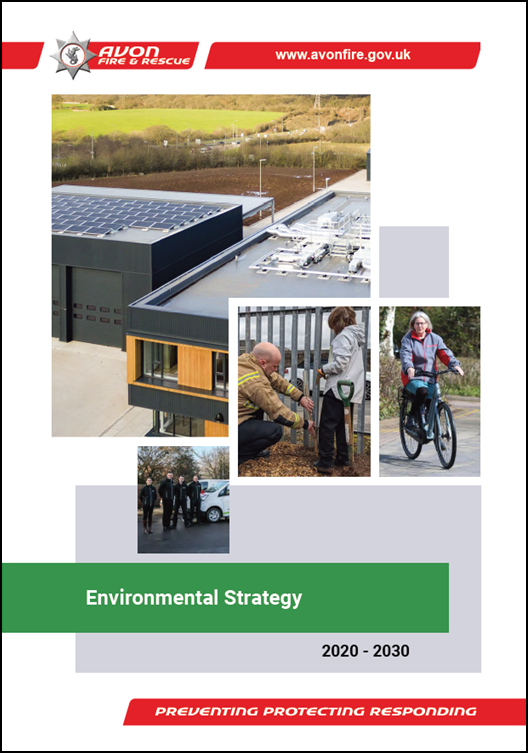 AVON
FIRE & RESCUE
www.avonfire.gov.uk
Environmental Strategy
2020 - 2030
PREVENTING PROTECTING RESPONDING